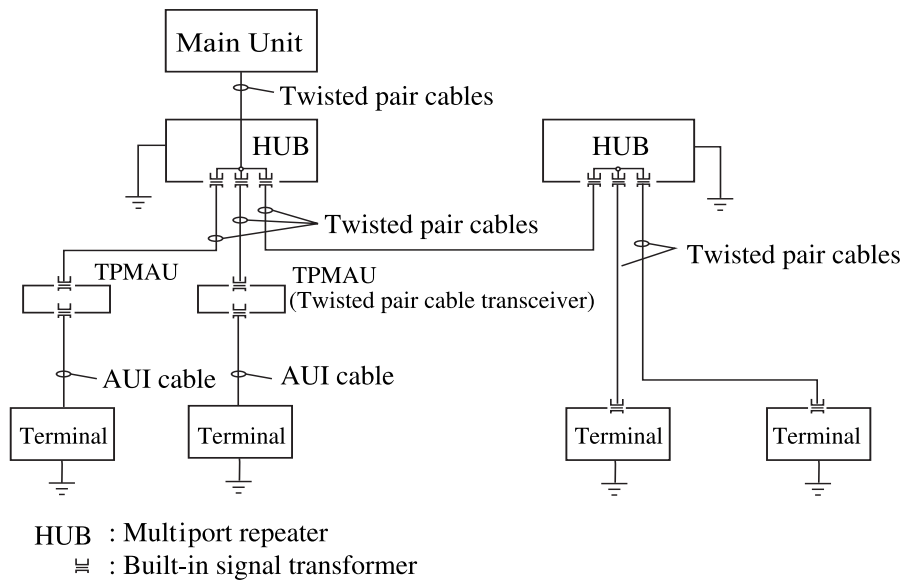 Main Unit
Twisted pair cables
HUB
HUB
Twisted pair cables
Twisted pair cables
TPMAU
TPMAU
(Twisted pair cable transceiver)
AUI cable
AUI cable
Terminal
Terminal
Terminal
Terminal
HUB : Multiport repeater
: Built-in signal transformer